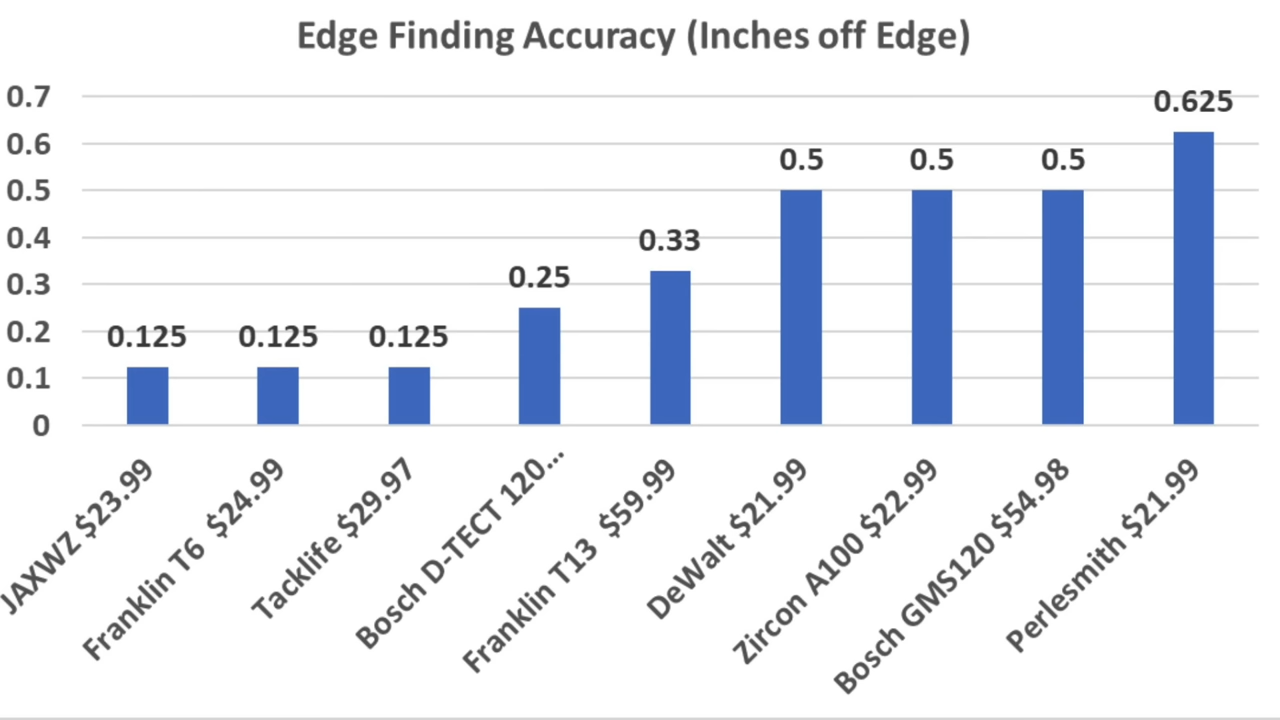 Edge Finding Accuracy (Inches off Edge)
0.7
0.6
0.5
0.4
0.3
0.2
0.1
0
0.125
0.125
0.125
0.25
0.33
0.5
0.5
0.5
0.625
JAXWZ $23.99
Franklin T6 $24.99
Tacklife $29.97
Bosch D-TECT 120...
Franklin T13 $59.99
DeWalt $21.99
Zircon A100 $22.99
Bosch GMS120 $54.98
Perlesmith $21.99